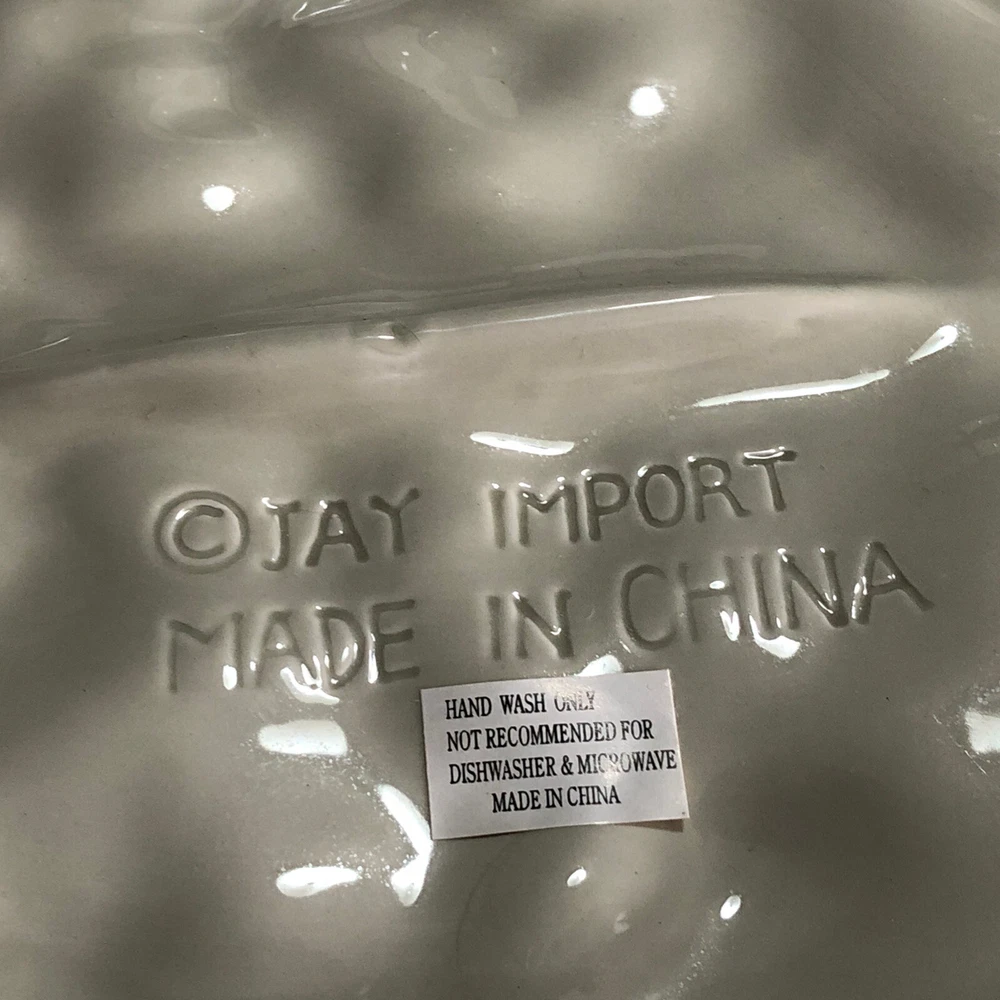 ©JAY IMPORT
MADE IN CHINA
HAND WASH ONLY
NOT RECOMMENDED FOR
DISHWASHER & MICROWAVE
MADE IN CHINA